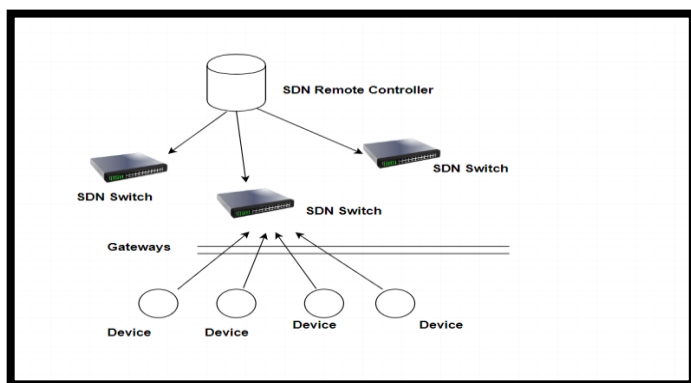 SDN Remote Controller
SDN Switch
SDN Switch
SDN Switch
Gateways
Device
Device
Device
Device